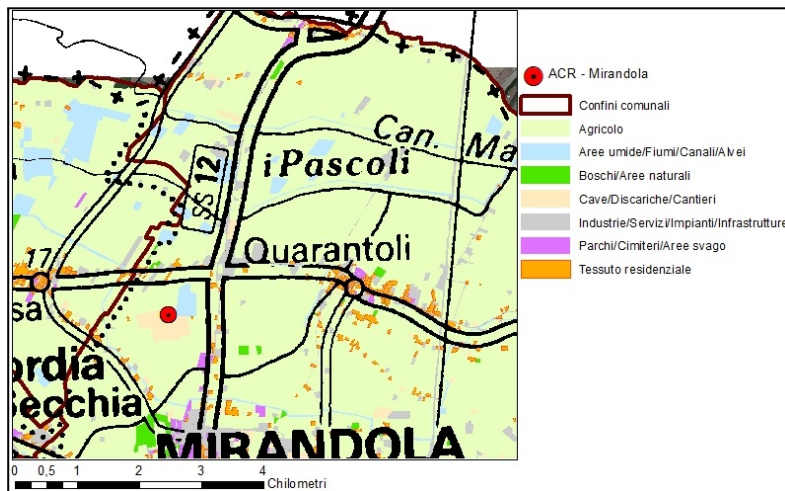 Can. Ma
i Pascoli
SS 12
17
Quarantoli
sa
ordia
Secchia
MIRANDOLA
0 0,5 1 2 3 4
Chilometri
ACR - Mirandola
Confini comunali
Agricolo
Aree umide/Fiumi/Canali/Alvei
Boschi/Aree naturali
Cave/Discariche/Cantieri
Industrie/Servizi/Impianti/Infrastrutture
Parchi/Cimiteri/Aree svago
Tessuto residenziale